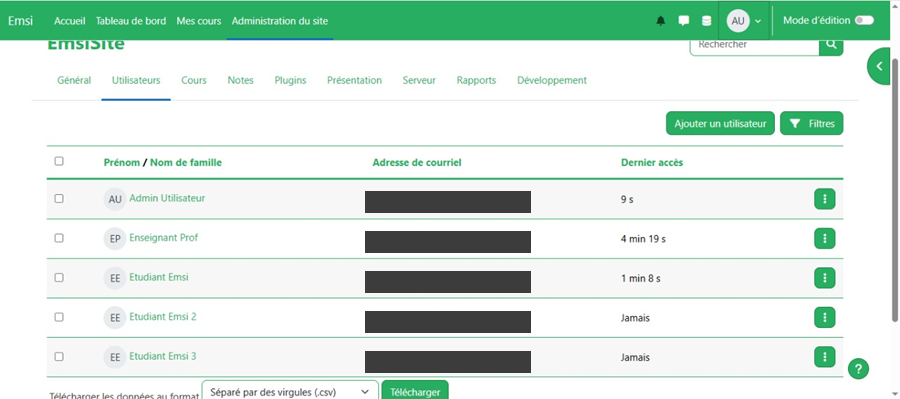 Emsi Accueil Tableau de bord Mes cours Administration du site AU Mode d'édition
EmsiSite Rechercher
Général Utilisateurs Cours Notes Plugins Présentation Serveur Rapports Développement
Ajouter un utilisateur Filtres
Prénom / Nom de famille Adresse de courriel Dernier accès
AU Admin Utilisateur 9 s
EP Enseignant Prof 4 min 19 s
EE Etudiant Emsi 1 min 8 s
EE Etudiant Emsi 2 Jamais
EE Etudiant Emsi 3 Jamais
?
Télécharger les données au format Séparé par des virgules (.csv) Télécharger